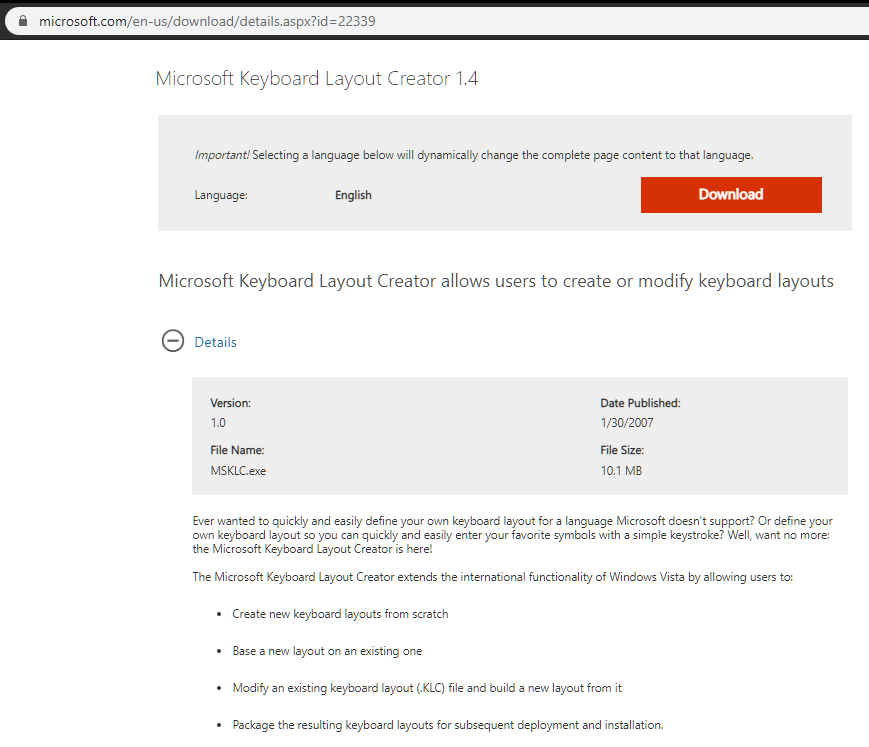 microsoft.com/en-us/download/details.aspx?id=22339
Microsoft Keyboard Layout Creator 1.4
Important! Selecting a language below will dynamically change the complete page content to that language.
Language: English Download
Microsoft Keyboard Layout Creator allows users to create or modify keyboard layouts
Details
Version: Date Published:
1.0 1/30/2007
File Name: File Size:
MSKLC.exe 10.1 MB
Ever wanted to quickly and easily define your own keyboard layout for a language Microsoft doesn't support? Or define your
own keyboard layout so you can quickly and easily enter your favorite symbols with a simple keystroke? Well, want no more:
the Microsoft Keyboard Layout Creator is here!
The Microsoft Keyboard Layout Creator extends the international functionality of Windows Vista by allowing users to:
• Create new keyboard layouts from scratch
• Base a new layout on an existing one
• Modify an existing keyboard layout (.KLC) file and build a new layout from it
• Package the resulting keyboard layouts for subsequent deployment and installation.